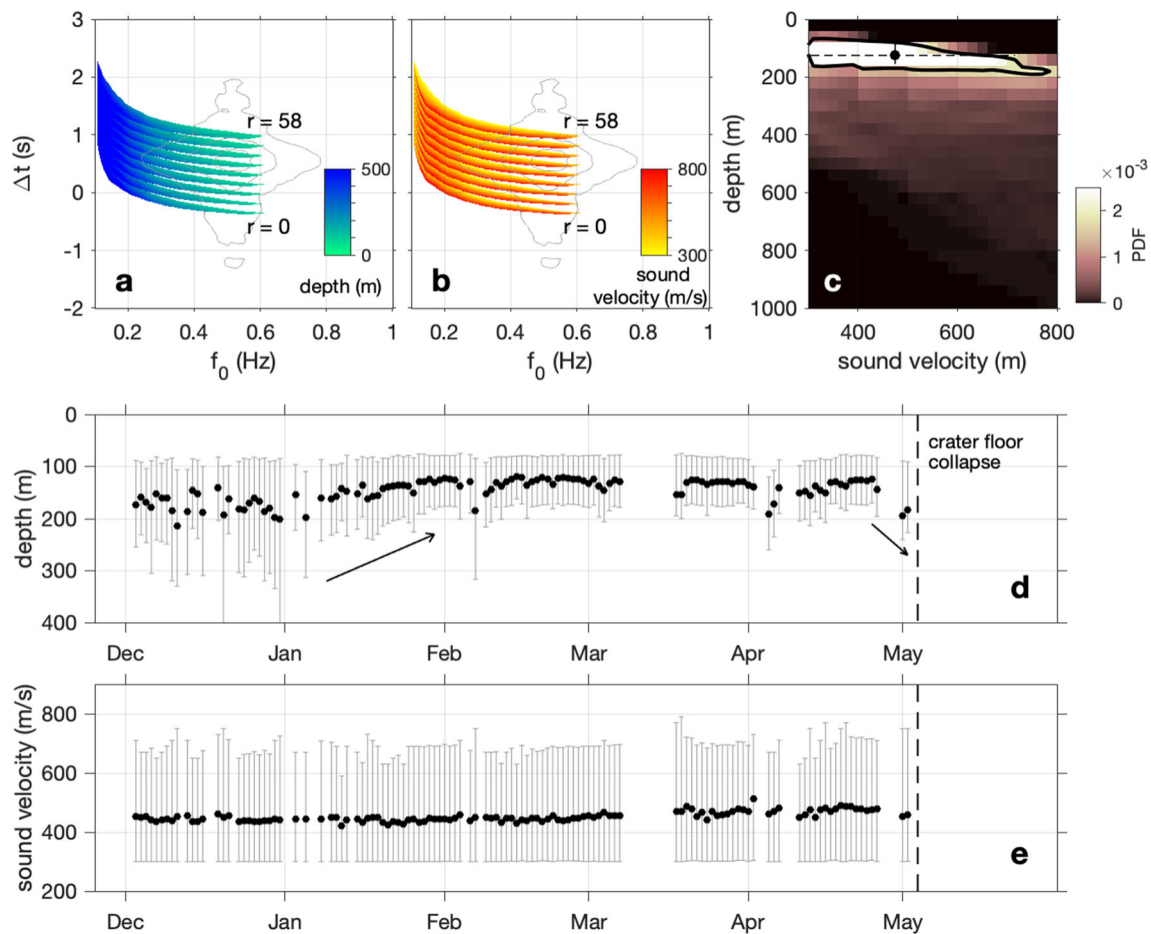 3
2
1
0
-1
-2
Δt (s)
r = 58
r = 0
500
0
depth (m)
a
0.2 0.4 0.6 0.8 1
f0 (Hz)
r = 58
r = 0
800
300
sound
velocity (m/s)
b
0.2 0.4 0.6 0.8 1
f0 (Hz)
0
200
400
600
800
1000
depth (m)
c
400 600 800
sound velocity (m)
× 10-3
2
1
0
PDF
0
100
200
300
400
depth (m)
crater floor
collapse
d
Dec Jan Feb Mar Apr May
800
600
400
200
sound velocity (m/s)
e
Dec Jan Feb Mar Apr May